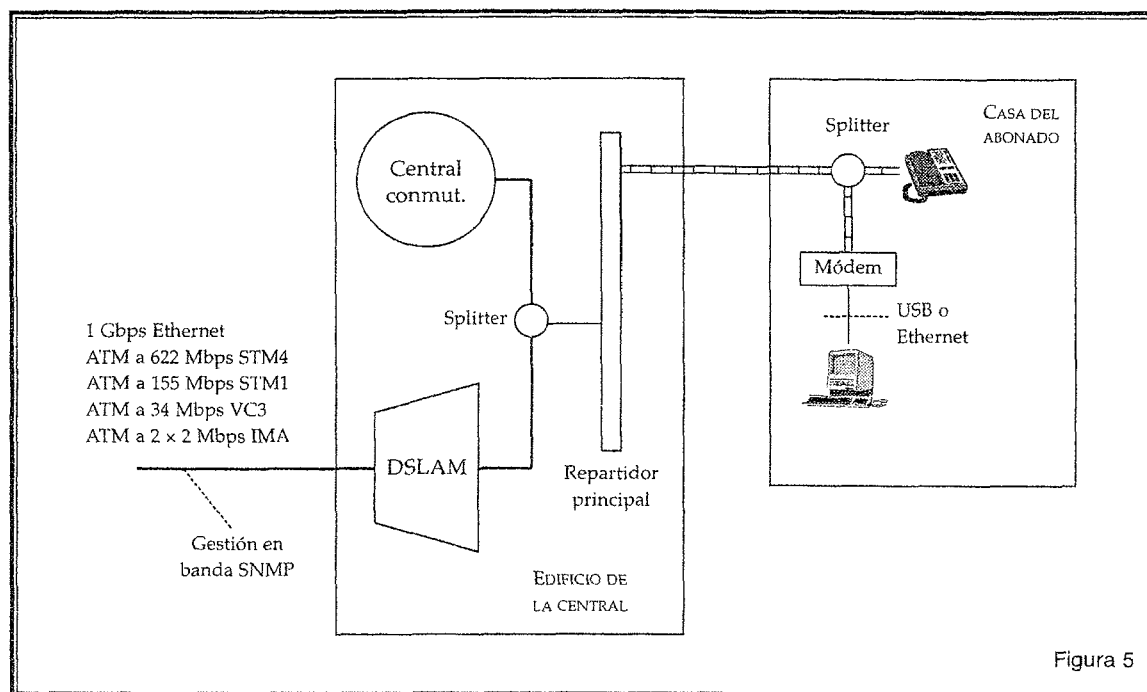 Central
conmut.
Splitter
DSLAM
Repartidor
principal
EDIFICIO DE
LA CENTRAL
1 Gbps Ethernet
ATM a 622 Mbps STM4
ATM a 155 Mbps STM1
ATM a 34 Mbps VC3
ATM a 2 × 2 Mbps IMA
Gestión en
banda SNMP
Splitter
CASA DEL
ABONADO
Módem
USB o
Ethernet
Figura 5